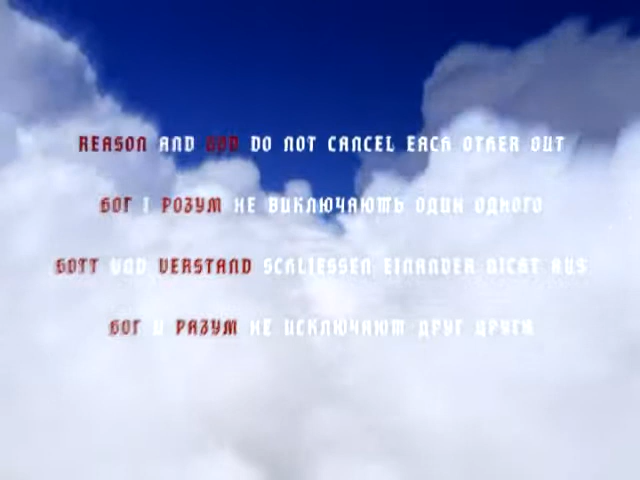 REASON AND GOD DO NOT CANCEL EACH OTHER OUT
БОГ І РОЗУМ НЕ ВИКЛЮЧАЮТЬ ОДИН ОДНОГО
GOTT UND VERSTAND SCHLIESSEN EINANDER NICHT AUS
БОГ И РАЗУМ НЕ ИСКЛЮЧАЮТ ДРУГ ДРУГА